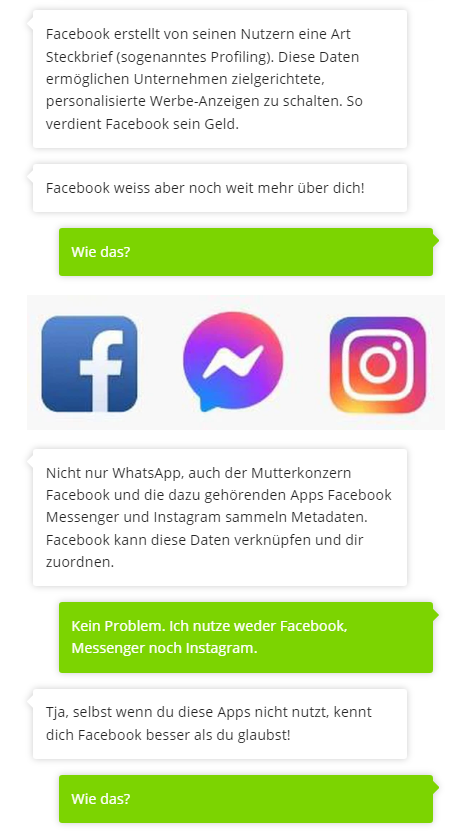 Facebook erstellt von seinen Nutzern eine Art
Steckbrief (sogenanntes Profiling). Diese Daten
ermöglichen Unternehmen zielgerichtete,
personalisierte Werbe-Anzeigen zu schalten. So
verdient Facebook sein Geld.
Facebook weiss aber noch weit mehr über dich!
Wie das?
Nicht nur WhatsApp, auch der Mutterkonzern
Facebook und die dazu gehörenden Apps Facebook
Messenger und Instagram sammeln Metadaten.
Facebook kann diese Daten verknüpfen und dir
zuordnen.
Kein Problem. Ich nutze weder Facebook,
Messenger noch Instagram.
Tja, selbst wenn du diese Apps nicht nutzt, kennt
dich Facebook besser als du glaubst!
Wie das?